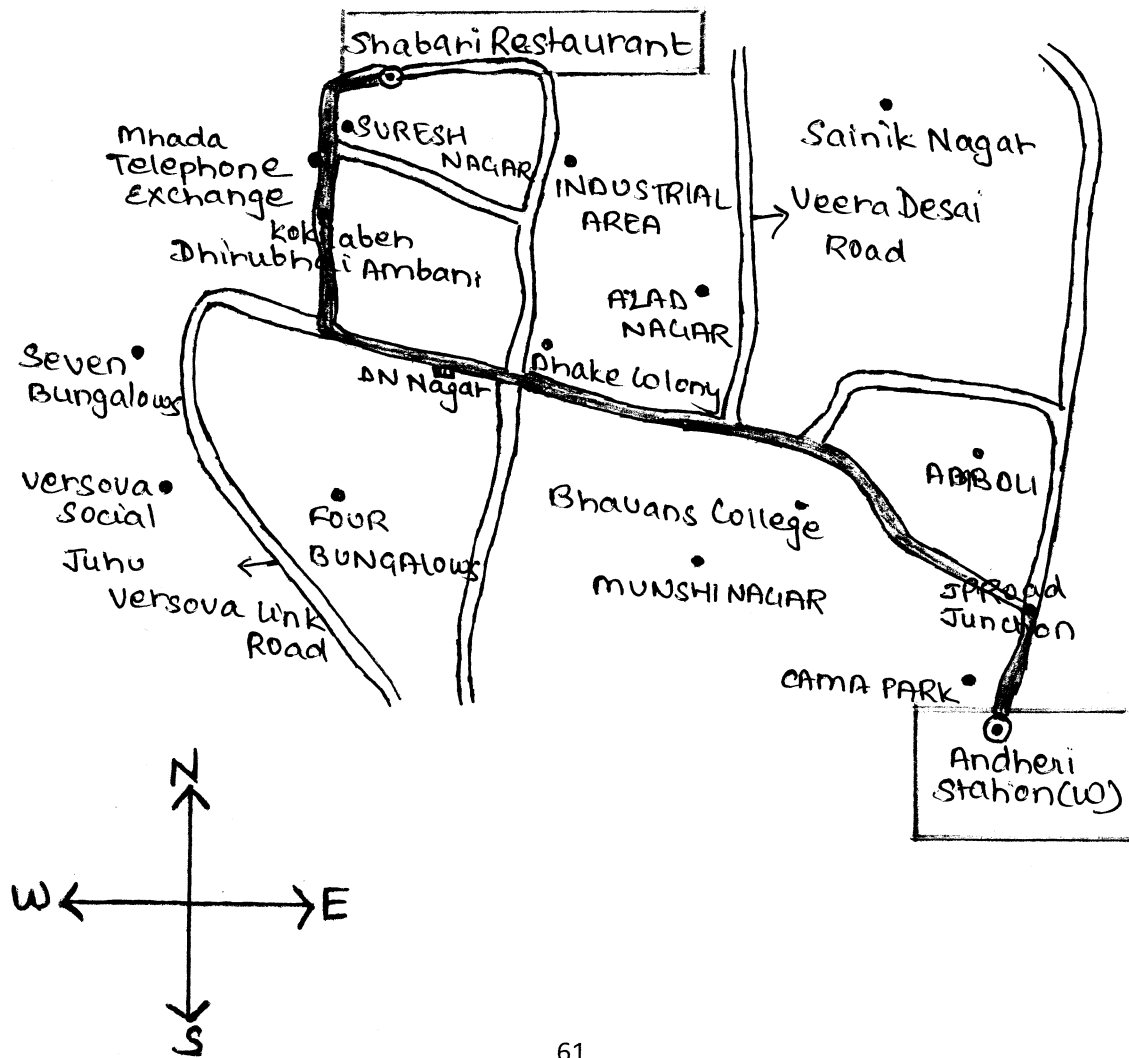 Shabari Restaurant
SURESH
NAGAR
Mhada
Telephone
Exchange
INDUSTRIAL
AREA
Sainik Nagar
Veera Desai
Road
Kokilaben
Dhirubhai Ambani
AZAD
NAGAR
Seven
Bungalows
DN Nagar
Dhake Colony
Versova
Social
FOUR
BUNGALOWS
Bhavans College
AMBOLI
Juhu
Versova Link
Road
MUNSHI NAGAR
JP Road
Junction
CAMA PARK
Andheri
Station (W)
N
W
E
S
61